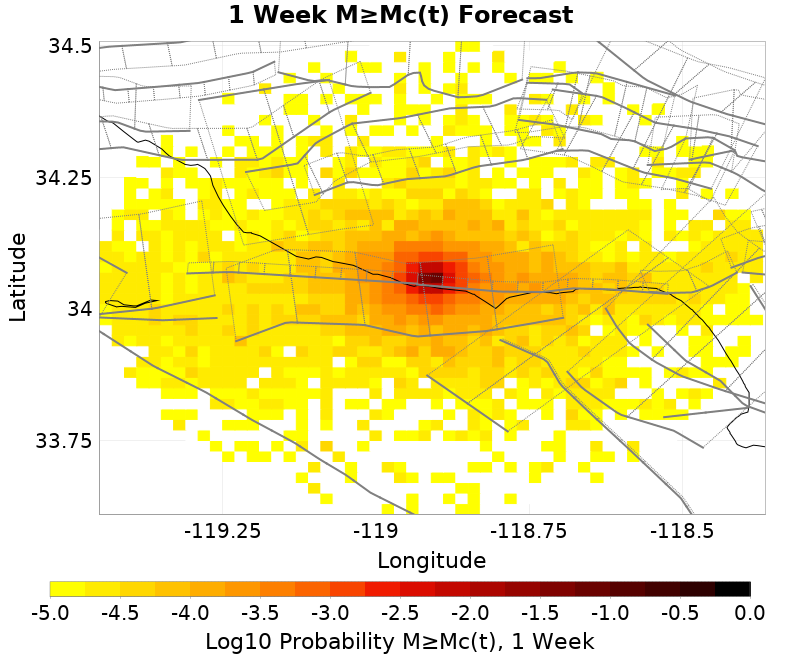 1 Week M≥Mc(t) Forecast
34.5
34.25
34
33.75
Latitude
-119.25 -119 -118.75 -118.5
Longitude
-5.0 -4.5 -4.0 -3.5 -3.0 -2.5 -2.0 -1.5 -1.0 -0.5 0.0
Log10 Probability M≥Mc(t), 1 Week